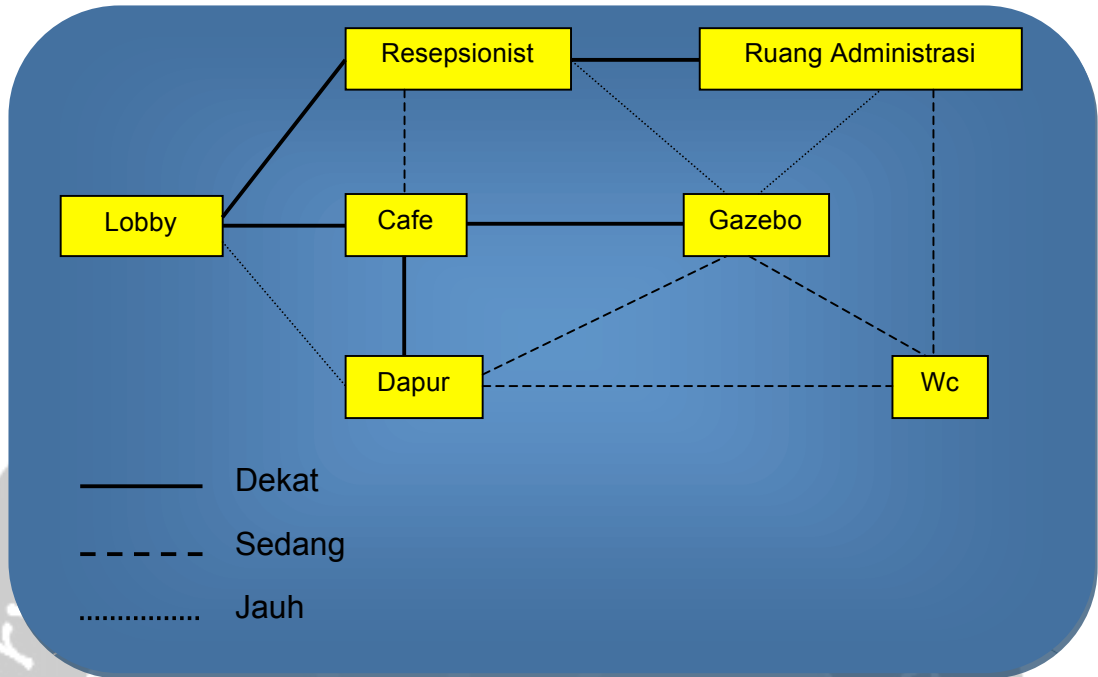 Resepsionist
Ruang Administrasi
Lobby
Cafe
Gazebo
Dapur
Wc
Dekat
Sedang
Jauh